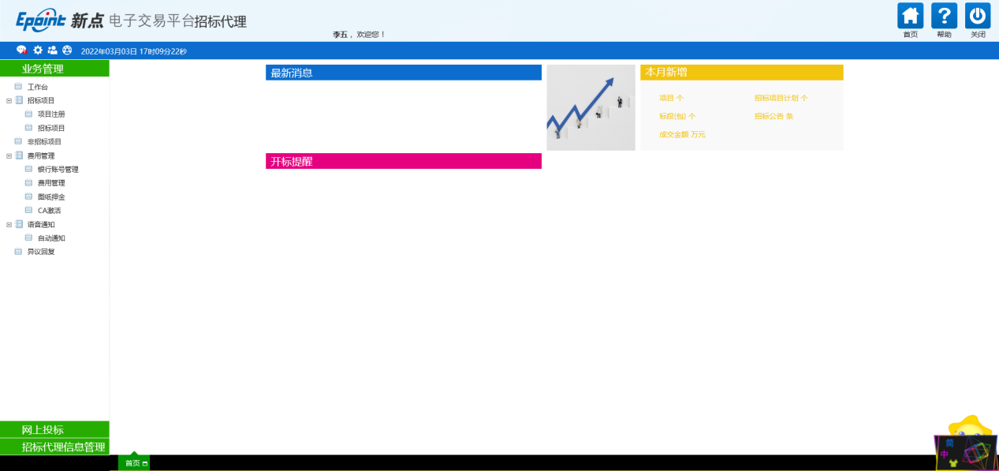 Epoint 新点 电子交易平台招标代理
李五，欢迎您！
首页 帮助 关闭
2022年03月03日 17时09分22秒
业务管理
工作台
招标项目
项目注册
招标项目
非招标项目
费用管理
银行账号管理
费用管理
图纸押金
CA激活
语音通知
自动通知
异议回复
网上投标
招标代理信息管理
最新消息
开标提醒
本月新增
项目 个 招标项目计划 个
标段(包) 个 招标公告 条
成交金额 万元
首页
简
中